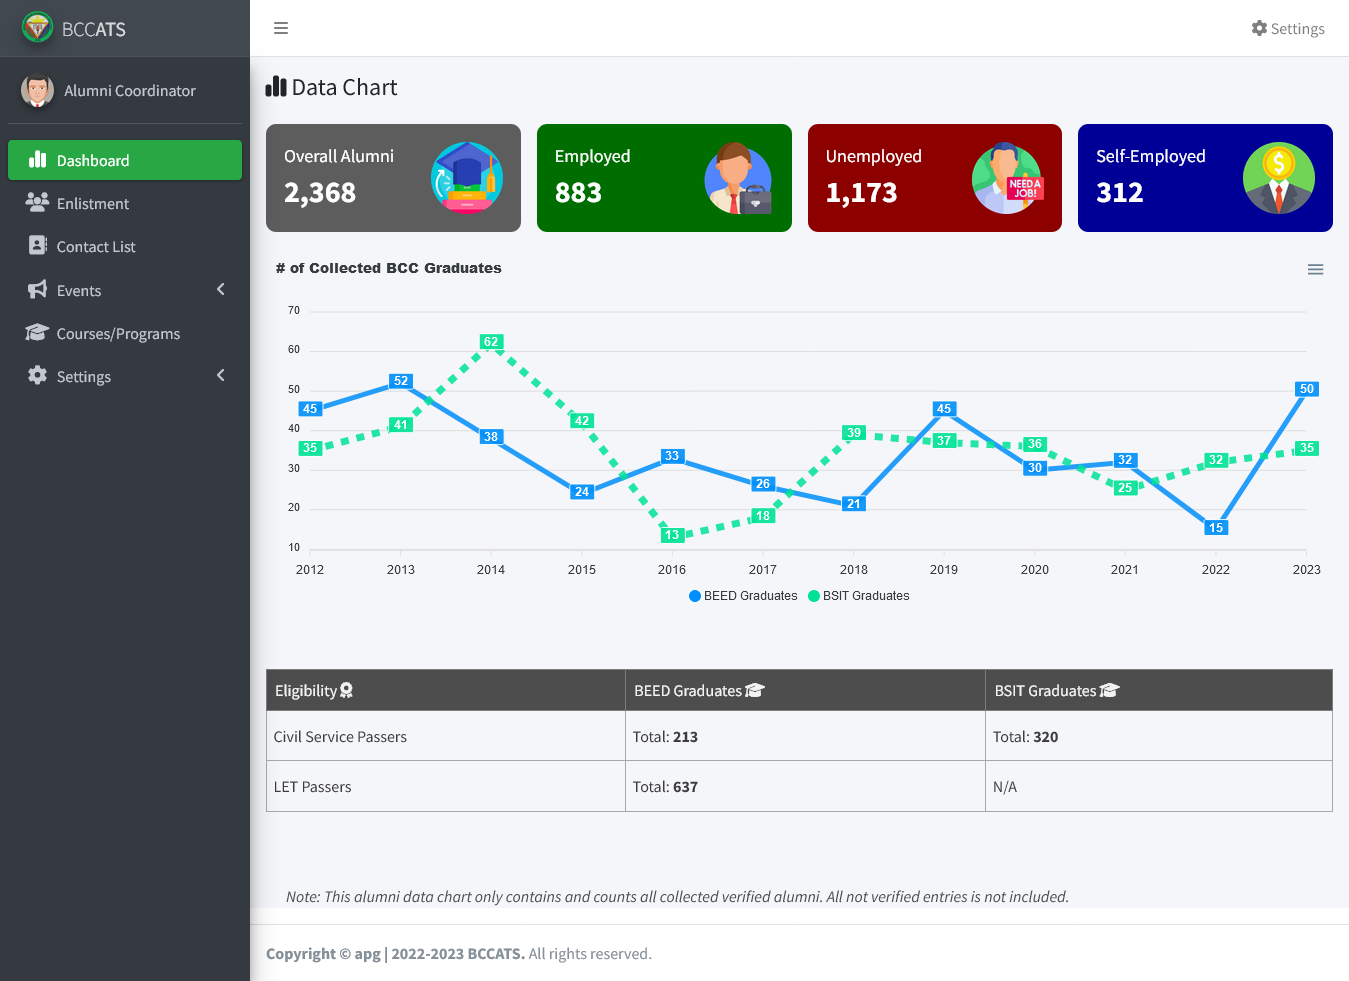 BCCATS
Settings
Alumni Coordinator
Dashboard
Enlistment
Contact List
Events
Courses/Programs
Settings
Data Chart
Overall Alumni
2,368
Employed
883
Unemployed
1,173
NEED A
JOB!
Self-Employed
312
$
# of Collected BCC Graduates
70
60
50
40
30
20
10
45 52 38 24 33 26 21 45 30 32 15 50
35 41 62 42 13 18 39 37 36 25 32 35
2012 2013 2014 2015 2016 2017 2018 2019 2020 2021 2022 2023
BEED Graduates BSIT Graduates
Eligibility BEED Graduates BSIT Graduates
Civil Service Passers Total: 213 Total: 320
LET Passers Total: 637 N/A
Note: This alumni data chart only contains and counts all collected verified alumni. All not verified entries is not included.
Copyright © apg | 2022-2023 BCCATS. All rights reserved.